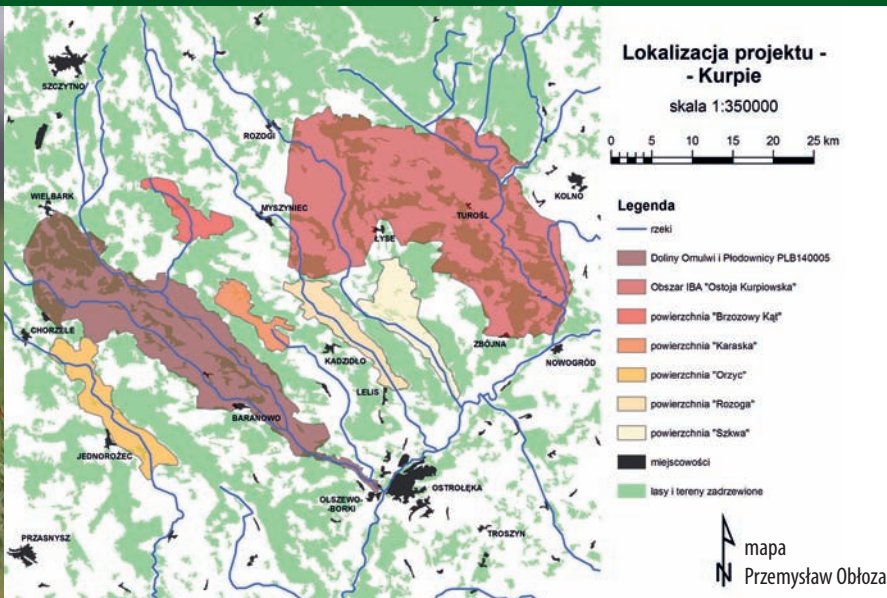 Lokalizacja projektu -
- Kurpie
skala 1:350000
0 5 10 15 20 25 km
Legenda
rzeki
Doliny Omulwi i Płodownicy PLB140005
Obszar IBA "Ostoja Kurpiowska"
powierzchnia "Brzozowy Kąt"
powierzchnia "Karaska"
powierzchnia "Orzyc"
powierzchnia "Rozoga"
powierzchnia "Szkwa"
miejscowości
lasy i tereny zadrzewione
N
mapa
Przemysław Obłoza
SZCZYTNO
ROZOGI
WIELBARK
MYSZYNIEC
KOLNO
TUROŚL
ŁYSE
CHORZELE
ZBÓJNA
NOWOGRÓD
KADZIDŁO
LELIS
BARANOWO
JEDNOROŻEC
OLSZEWO-
BORKI
OSTROŁĘKA
TROSZYN
PRZASNYSZ